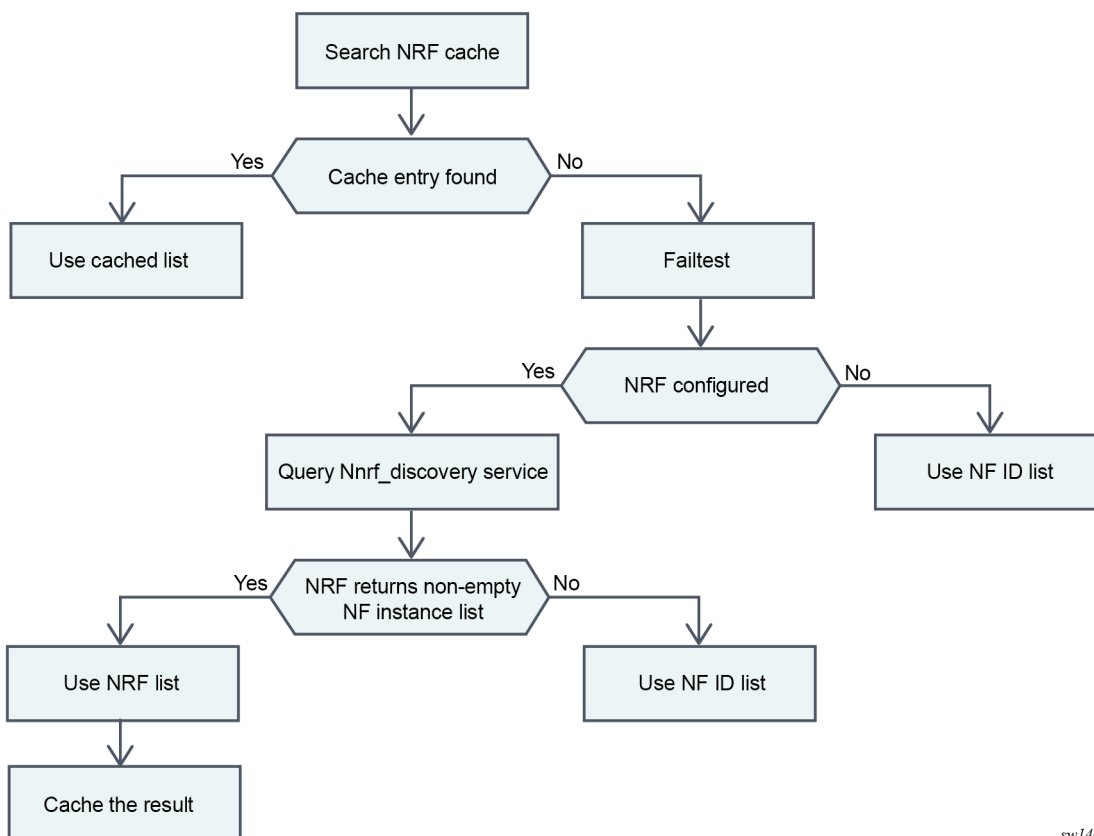 Search NRF cache
Yes
No
Cache entry found
Use cached list
Failtest
Yes
No
NRF configured
Query Nnrf_discovery service
Use NF ID list
Yes
No
NRF returns non-empty
NF instance list
Use NRF list
Use NF ID list
Cache the result